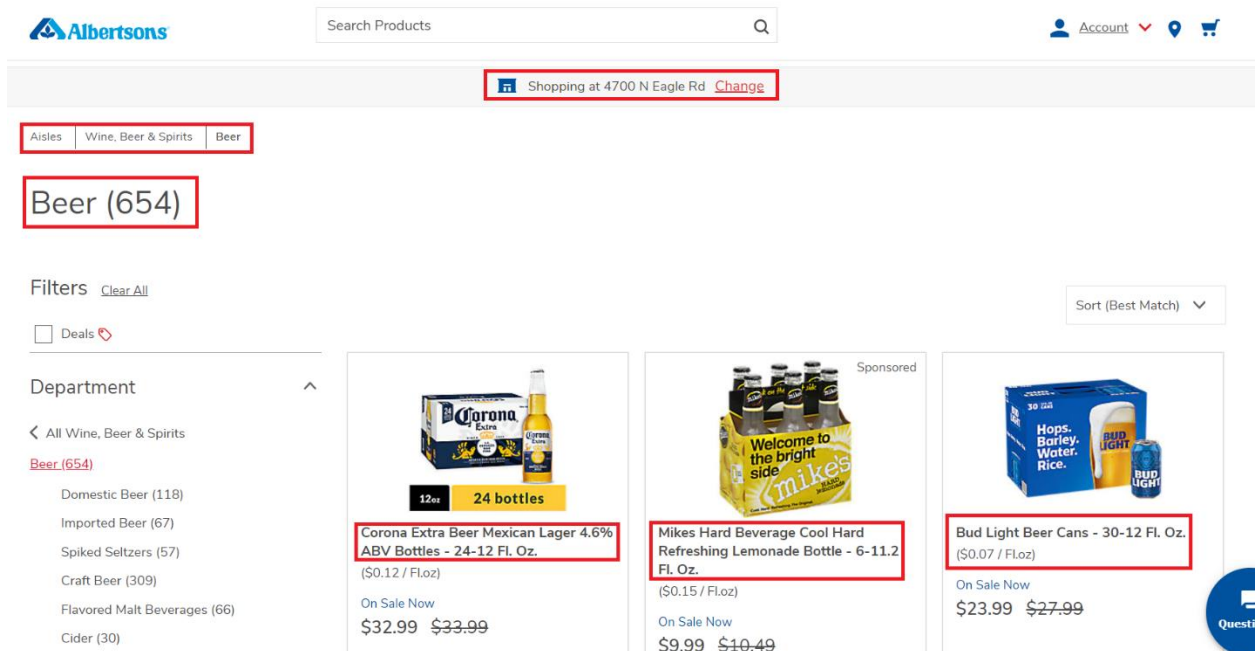 Albertsons
Search Products
Account
Shopping at 4700 N Eagle Rd Change
Aisles Wine, Beer & Spirits Beer
Beer (654)
Filters Clear All
Sort (Best Match)
Deals
Department
All Wine, Beer & Spirits
Beer (654)
Domestic Beer (118)
Imported Beer (67)
Spiked Seltzers (57)
Craft Beer (309)
Flavored Malt Beverages (66)
Cider (30)
Corona
Extra
12oz 24 bottles
Corona Extra Beer Mexican Lager 4.6%
ABV Bottles - 24-12 Fl. Oz.
($0.12 / Fl.oz)
On Sale Now
$32.99 $33.99
Sponsored
Welcome to
the bright
side
mike's
HARD
Mikes Hard Beverage Cool Hard
Refreshing Lemonade Bottle - 6-11.2
Fl. Oz.
($0.15 / Fl.oz)
On Sale Now
$9.99 $10.49
30
Hops.
Barley.
Water.
Rice.
BUD
LIGHT
BUD
LIGHT
Bud Light Beer Cans - 30-12 Fl. Oz.
($0.07 / Fl.oz)
On Sale Now
$23.99 $27.99
Questi